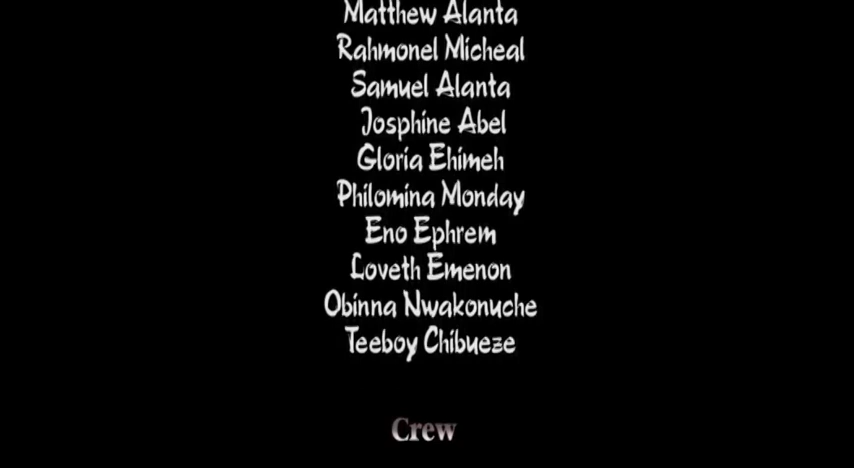 Matthew Alanta
Rahmonel Micheal
Samuel Alanta
Josphine Abel
Gloria Ehimeh
Philomina Monday
Eno Ephrem
Loveth Emenon
Obinna Nwakonuche
Teeboy Chibueze
Crew